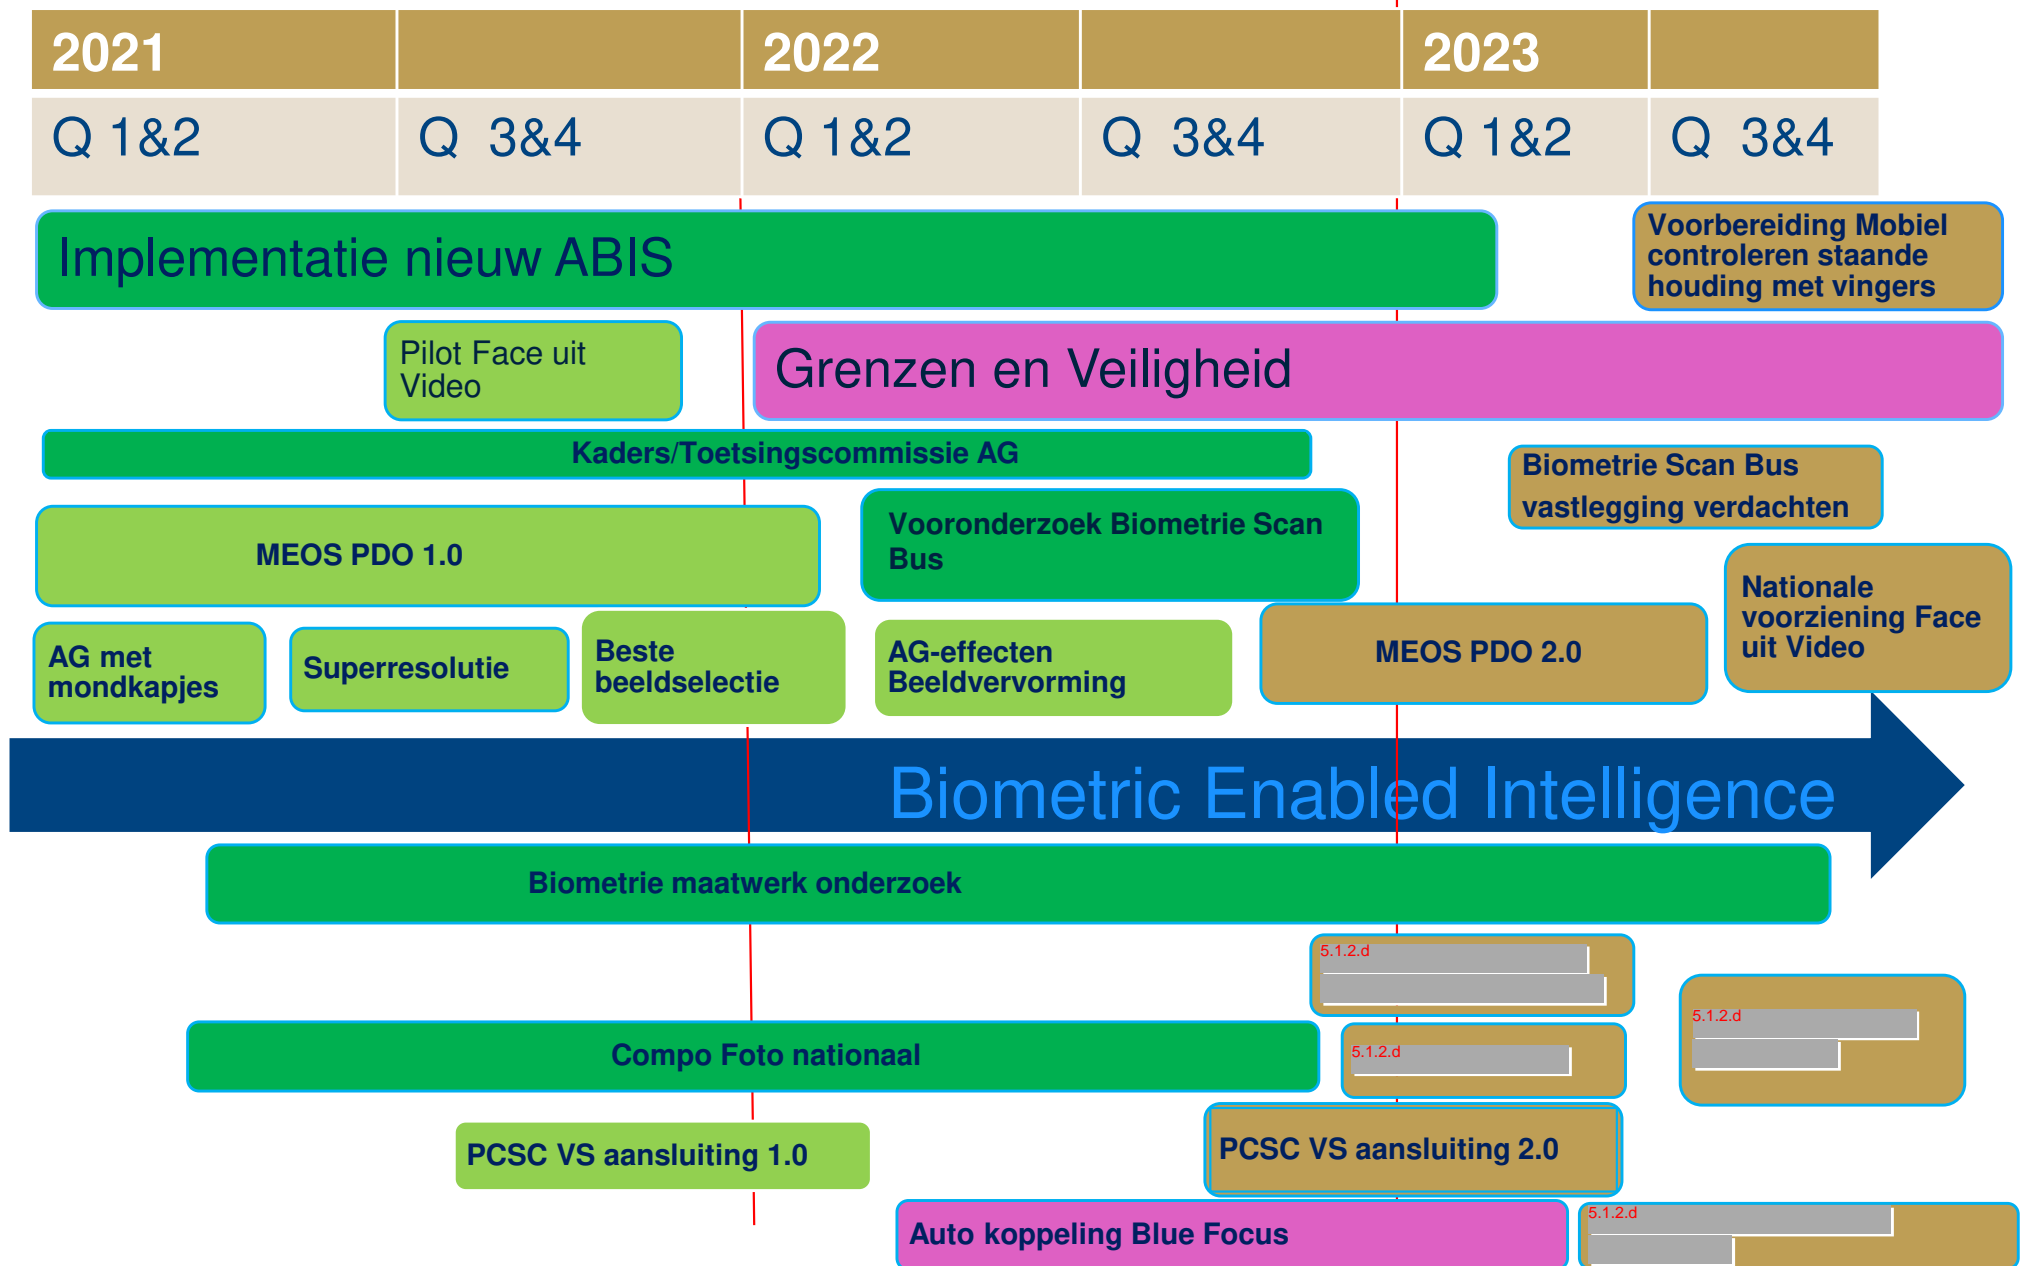 2021
2022
2023
Q 1&2
Q 3&4
Q 1&2
Q 3&4
Q 1&2
Q 3&4
Implementatie nieuw ABIS
Voorbereiding Mobiel
controleren staande
houding met vingers
Pilot Face uit
Video
Grenzen en Veiligheid
Kaders/Toetsingscommissie AG
Biometrie Scan Bus
vastlegging verdachten
MEOS PDO 1.0
Vooronderzoek Biometrie Scan
Bus
Nationale
voorziening Face
uit Video
AG met
mondkapjes
Superresolutie
Beste
beeldselectie
AG-effecten
Beeldvervorming
MEOS PDO 2.0
Biometric Enabled Intelligence
Biometrie maatwerk onderzoek
5.1.2.d
5.1.2.d
Compo Foto nationaal
5.1.2.d
PCSC VS aansluiting 1.0
PCSC VS aansluiting 2.0
Auto koppeling Blue Focus
5.1.2.d